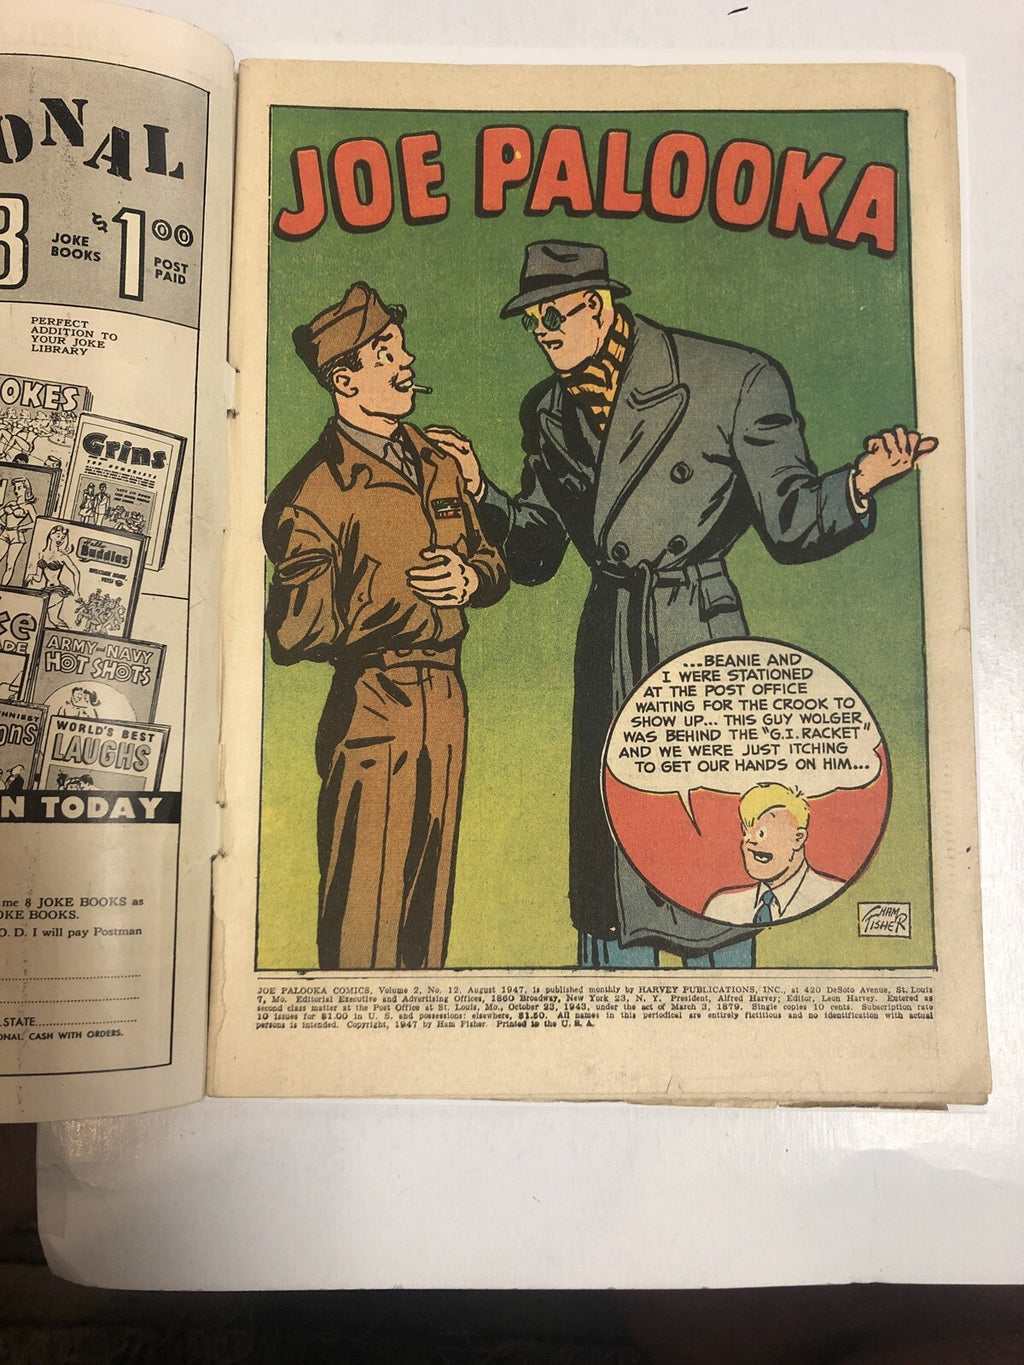 ONAL
8
JOKE
BOOKS
&
$1.00
POST
PAID
PERFECT
ADDITION TO
YOUR JOKE
LIBRARY
OKES
Grins
Buddies
ARMY and NAVY
HOT SHOTS
WORLD'S BEST
LAUGHS
N TODAY
me 8 JOKE BOOKS as
OKE BOOKS.
O. D. I will pay Postman
STATE
ONAL. CASH WITH ORDERS.
JOE PALOOKA
...BEANIE AND
I WERE STATIONED
AT THE POST OFFICE
WAITING FOR THE CROOK TO
SHOW UP... THIS GUY WOLGER
WAS BEHIND THE "G.I. RACKET"
AND WE WERE JUST ITCHING
TO GET OUR HANDS ON HIM...
HAM
FISHER
JOE PALOOKA COMICS, Volume 2, No. 12, August 1947, is published monthly by HARVEY PUBLICATIONS, INC., at 420 DeSoto Avenue, St. Louis
7, Mo. Editorial Executive and Advertising Offices, 1860 Broadway, New York 23, N. Y. President, Alfred Harvey; Editor, Leon Harvey. Entered as
second class matter at the Post Office at St. Louis, Mo., October 23, 1943, under the act of March 3, 1879. Single copies 10 cents. Subscription rate
10 issues for $1.00 in U. S. and possessions; elsewhere, $1.50. All names in this periodical are entirely fictitious and no identification with actual
persons is intended. Copyright, 1947 by Ham Fisher. Printed in the U. S. A.